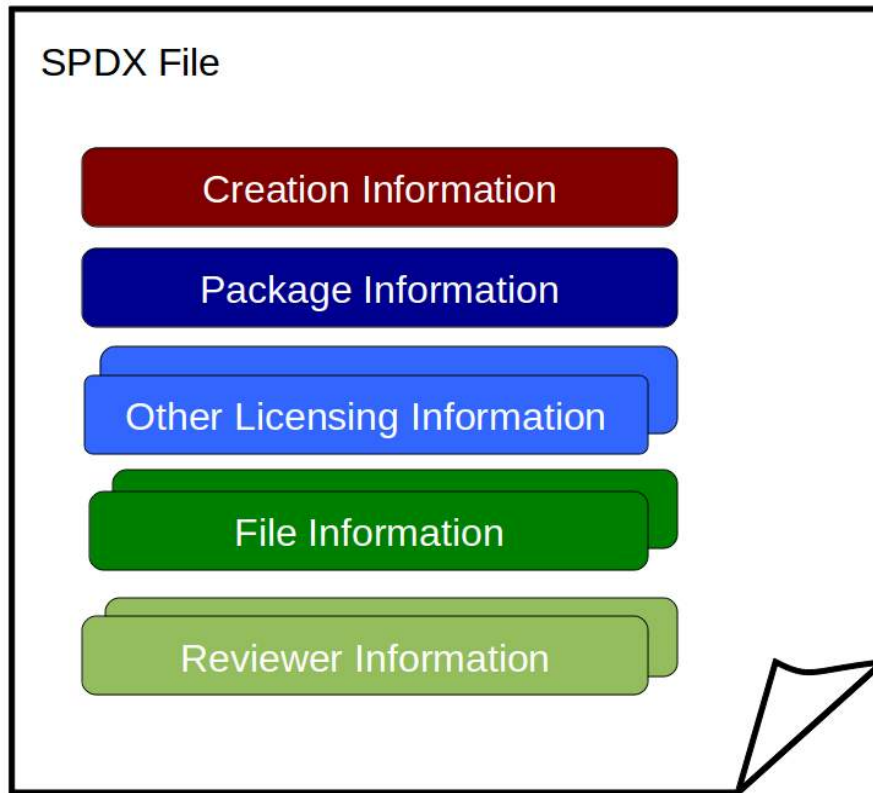 SPDX File
Creation Information
Package Information
Other Licensing Information
File Information
Reviewer Information